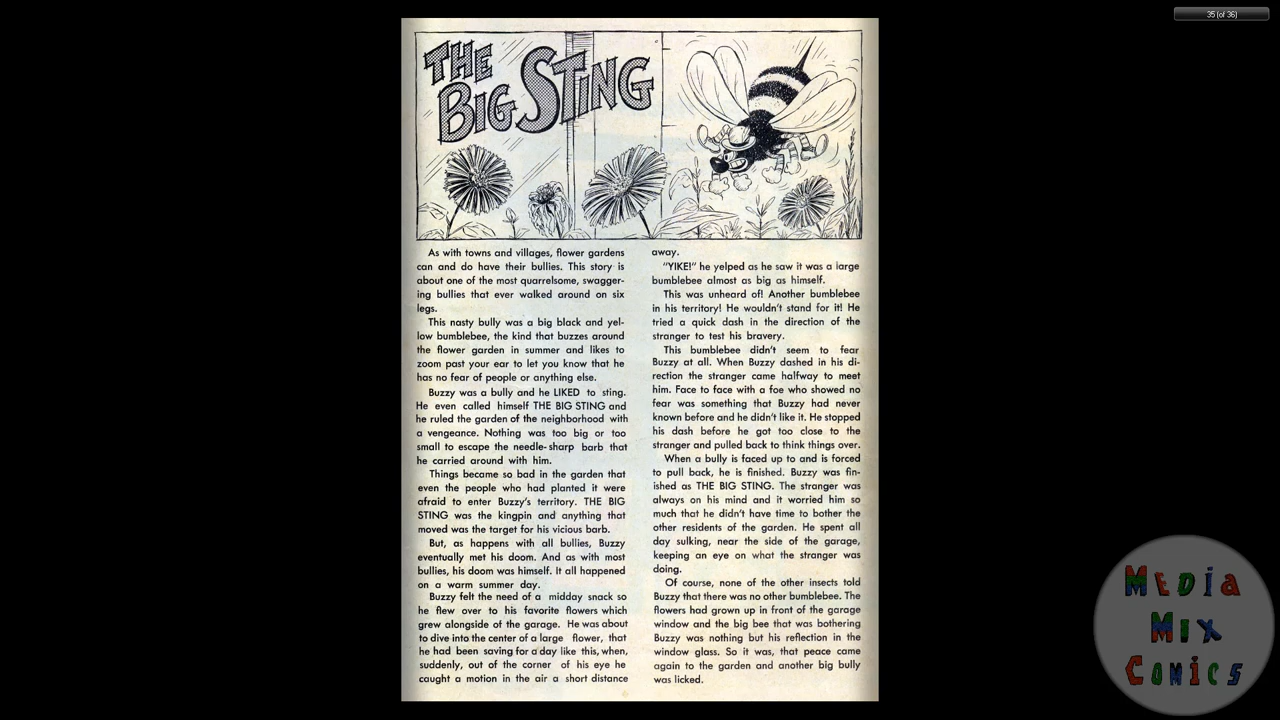 35 (of 36)
THE
BIG STING
As with towns and villages, flower gardens
can and do have their bullies. This story is
about one of the most quarrelsome, swagger-
ing bullies that ever walked around on six
legs.
This nasty bully was a big black and yel-
low bumblebee, the kind that buzzes around
the flower garden in summer and likes to
zoom past your ear to let you know that he
has no fear of people or anything else.
Buzzy was a bully and he LIKED to sting.
He even called himself THE BIG STING and
he ruled the garden of the neighborhood with
a vengeance. Nothing was too big or too
small to escape the needle-sharp barb that
he carried around with him.
Things became so bad in the garden that
even the people who had planted it were
afraid to enter Buzzy's territory. THE BIG
STING was the kingpin and anything that
moved was the target for his vicious barb.
But, as happens with all bullies, Buzzy
eventually met his doom. And as with most
bullies, his doom was himself. It all happened
on a warm summer day.
Buzzy felt the need of a midday snack so
he flew over to his favorite flowers which
grew alongside of the garage. He was about
to dive into the center of a large flower, that
he had been saving for a day like this, when,
suddenly, out of the corner of his eye he
caught a motion in the air a short distance
away.
"YIKE!" he yelped as he saw it was a large
bumblebee almost as big as himself.
This was unheard of! Another bumblebee
in his territory! He wouldn't stand for it! He
tried a quick dash in the direction of the
stranger to test his bravery.
This bumblebee didn't seem to fear
Buzzy at all. When Buzzy dashed in his di-
rection the stranger came halfway to meet
him. Face to face with a foe who showed no
fear was something that Buzzy had never
known before and he didn't like it. He stopped
his dash before he got too close to the
stranger and pulled back to think things over.
When a bully is faced up to and is forced
to pull back, he is finished. Buzzy was fin-
ished as THE BIG STING. The stranger was
always on his mind and it worried him so
much that he didn't have time to bother the
other residents of the garden. He spent all
day sulking, near the side of the garage,
keeping an eye on what the stranger was
doing.
Of course, none of the other insects told
Buzzy that there was no other bumblebee. The
flowers had grown up in front of the garage
window and the big bee that was bothering
Buzzy was nothing but his reflection in the
window glass. So it was, that peace came
again to the garden and another big bully
was licked.
MEDIA
MIX
COMICS